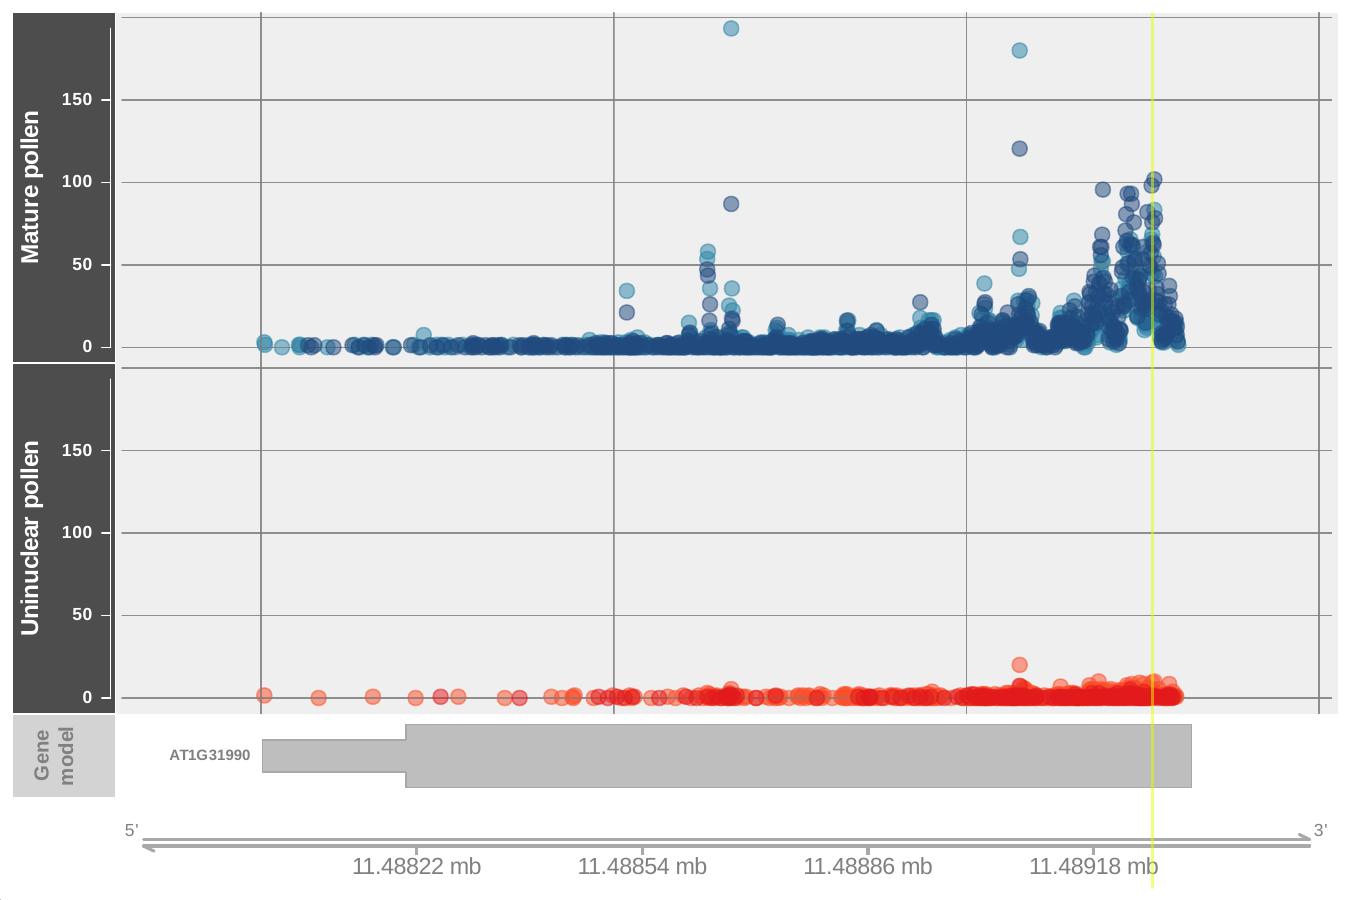 Mature pollen
150
100
50
0
Uninuclear pollen
150
100
50
0
Gene
model
AT1G31990
5'
3'
11.48822 mb
11.48854 mb
11.48886 mb
11.48918 mb